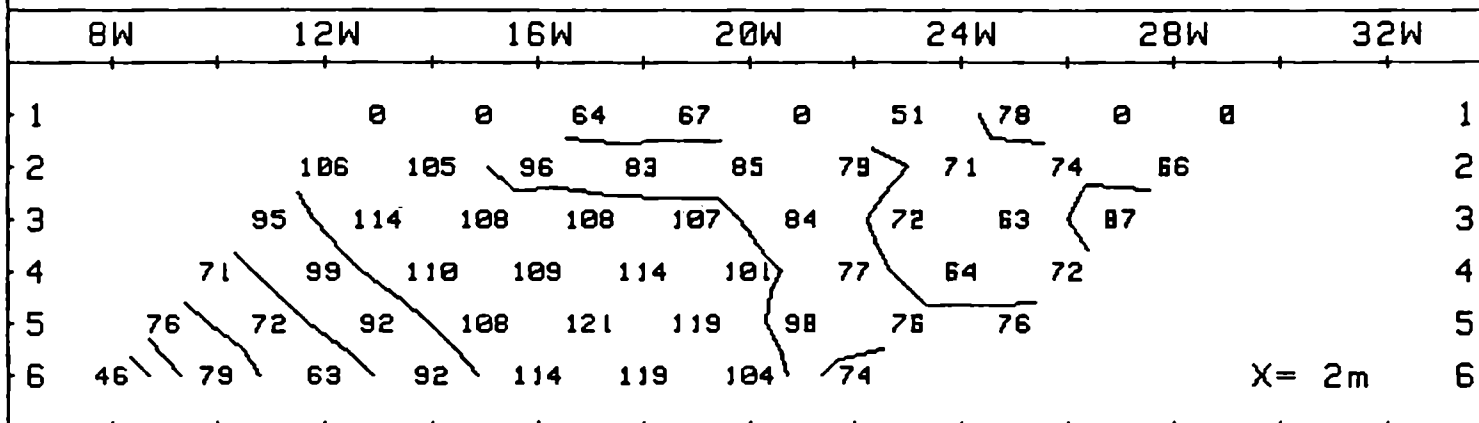 8W 12W 16W 20W 24W 28W 32W
1 0 0 64 67 0 51 78 0 0 1
2 106 105 96 83 85 79 71 74 66 2
3 95 114 108 108 107 84 72 63 87 3
4 71 99 110 109 114 101 77 64 72 4
5 76 72 92 108 121 119 98 76 76 5
6 46 79 63 92 114 119 104 74 X= 2m 6